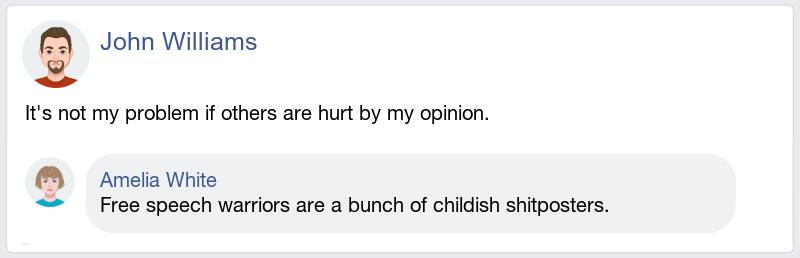 John Williams
It's not my problem if others are hurt by my opinion.
Amelia White
Free speech warriors are a bunch of childish shitposters.